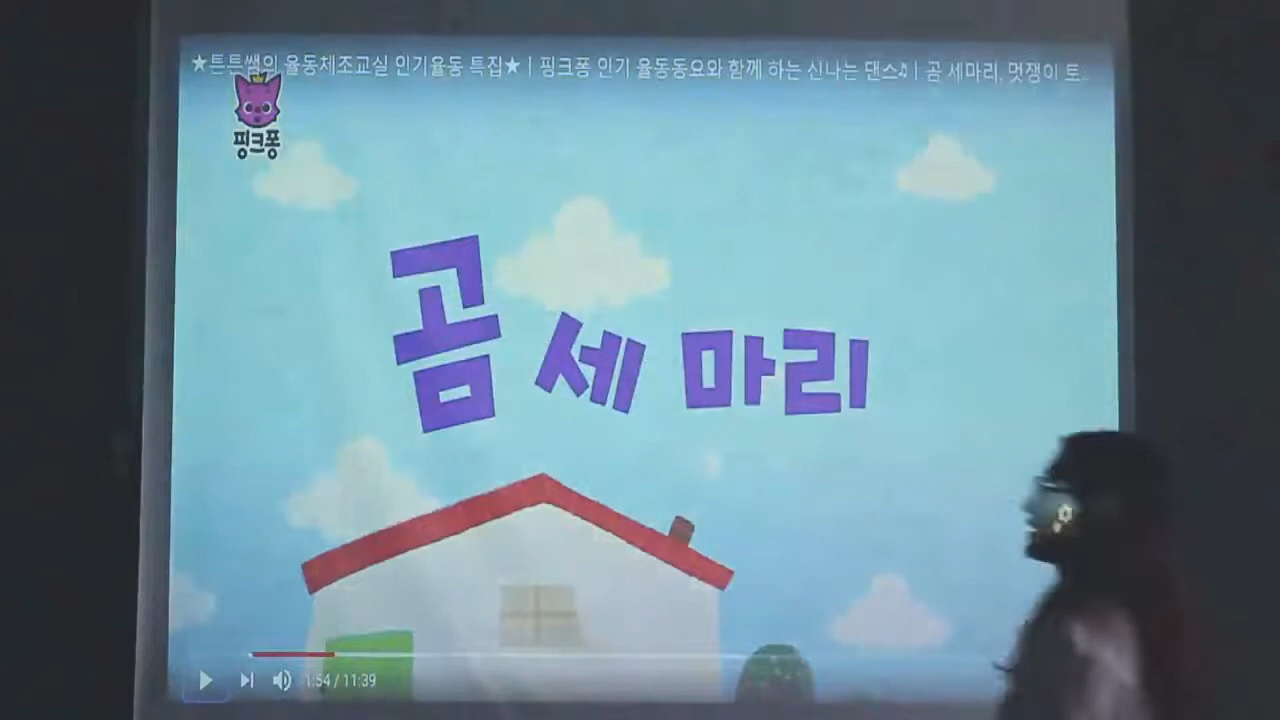 ★튼튼쌤의 율동체조교실 인기율동 특집★ | 핑크퐁 인기 율동동요와 함께 하는 신나는 댄스♬ | 곰 세마리, 멋쟁이 토..
핑크퐁
곰 세 마리
1:54 / 11:39